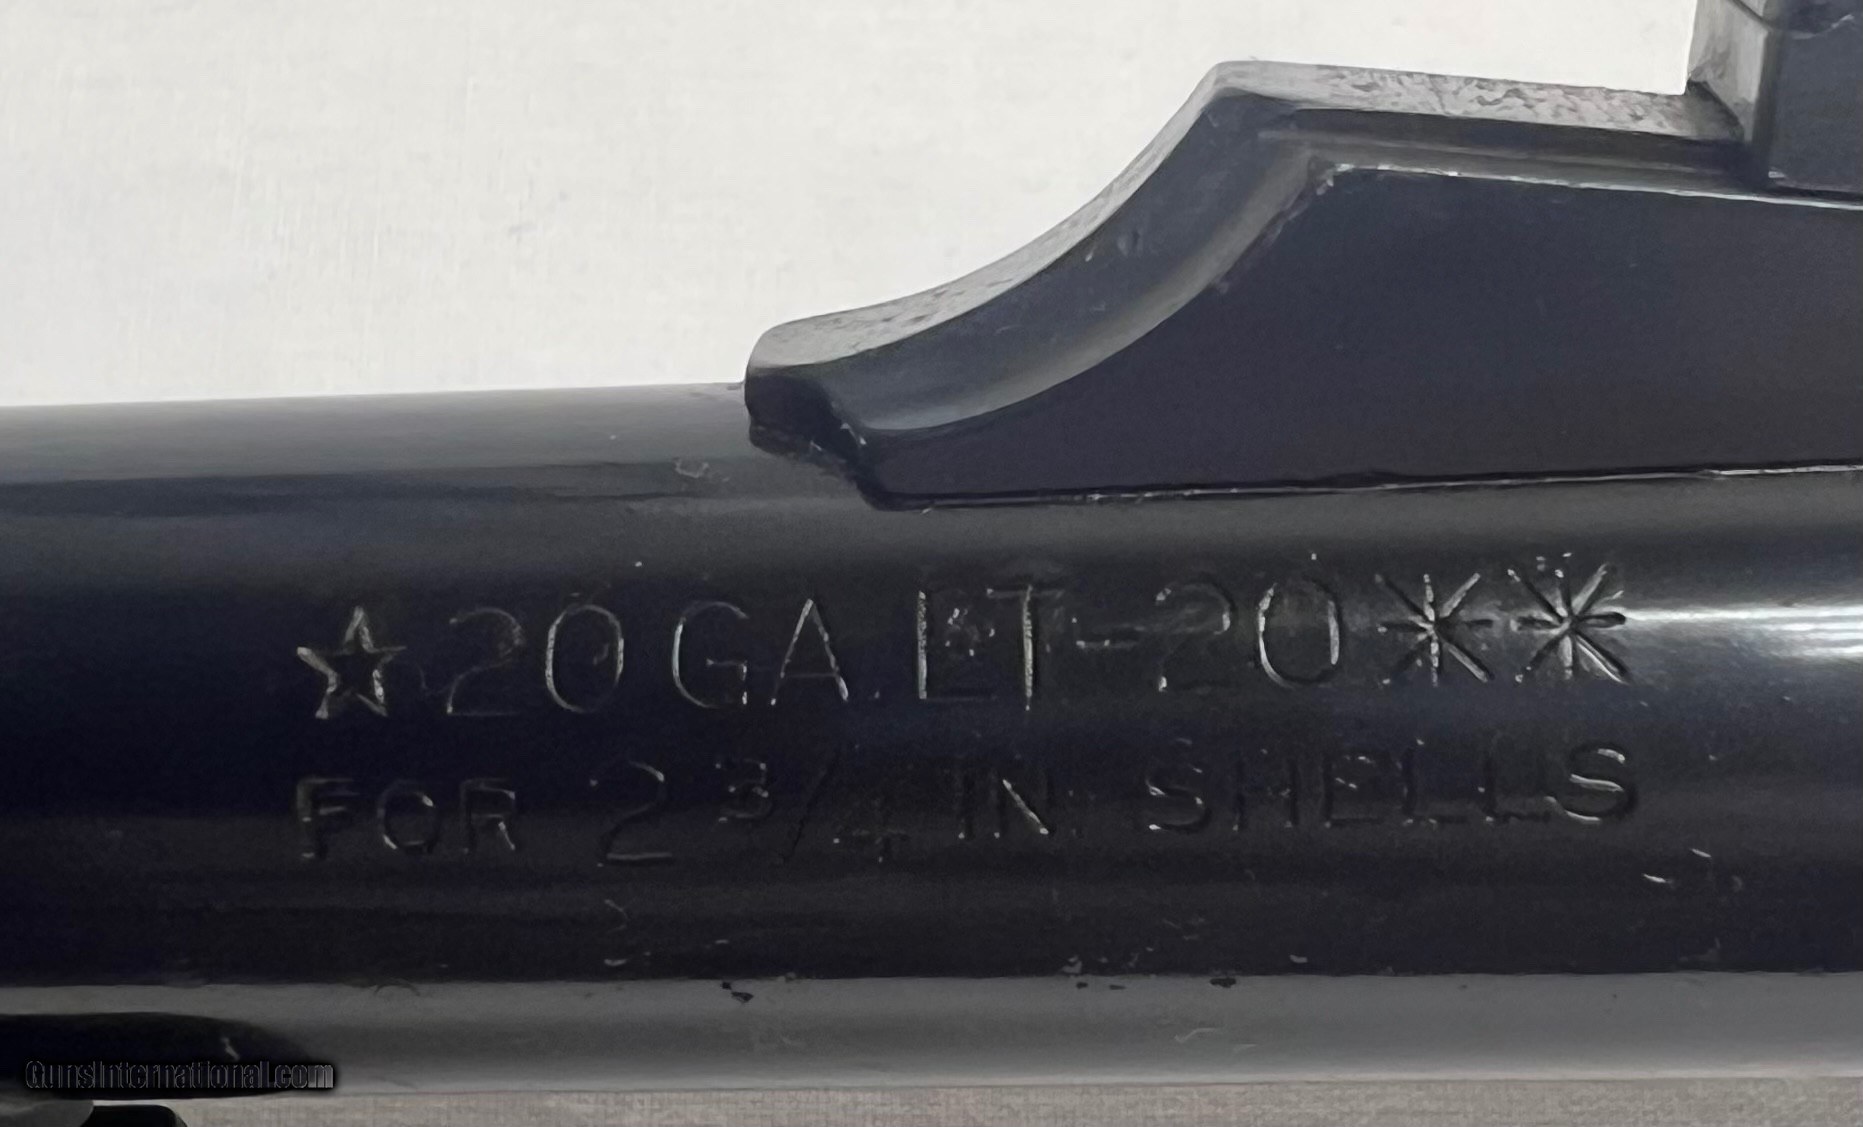 ☆20GA.LT-20✳✳
FOR 2 3/4 IN SHELLS
GunsInternational.com